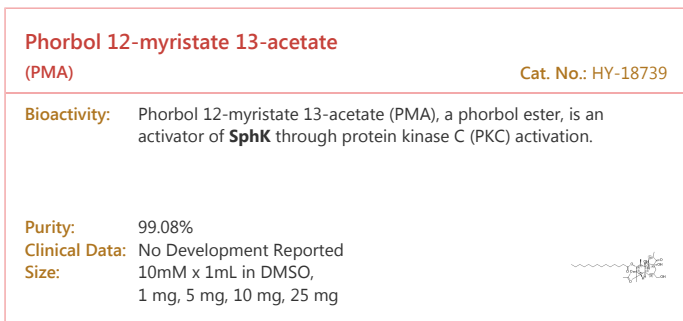 Phorbol 12-myristate 13-acetate
(PMA) Cat. No.: HY-18739
Bioactivity: Phorbol 12-myristate 13-acetate (PMA), a phorbol ester, is an
activator of SphK through protein kinase C (PKC) activation.
Purity: 99.08%
Clinical Data: No Development Reported
Size: 10mM x 1mL in DMSO,
1 mg, 5 mg, 10 mg, 25 mg